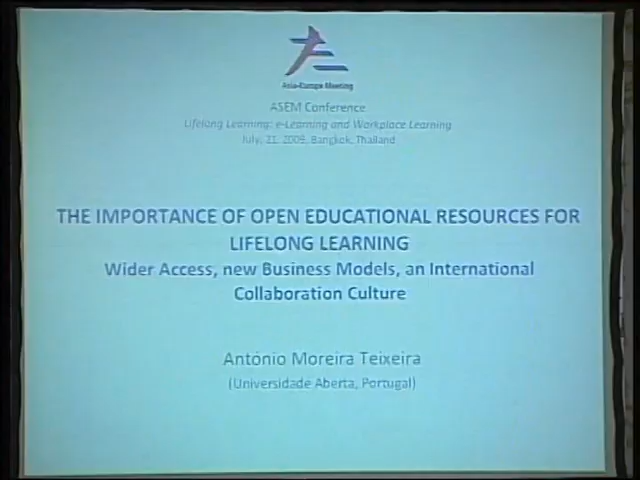 Asia-Europe Meeting
ASEM Conference
Lifelong Learning: e-Learning and Workplace Learning
July, 21, 2009, Bangkok, Thailand
THE IMPORTANCE OF OPEN EDUCATIONAL RESOURCES FOR
LIFELONG LEARNING
Wider Access, new Business Models, an International
Collaboration Culture
António Moreira Teixeira
(Universidade Aberta, Portugal)